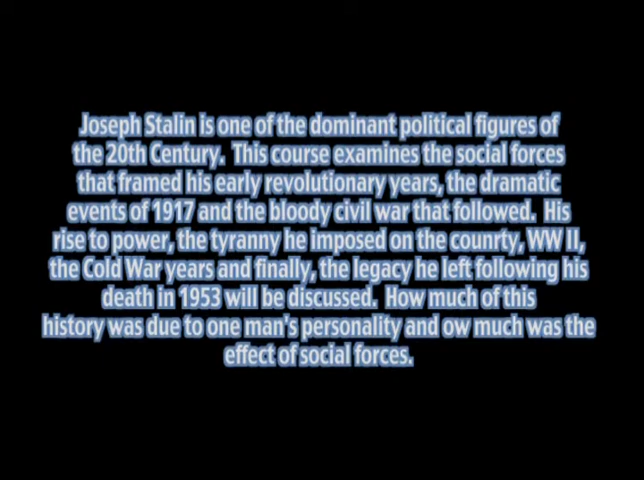 Joseph Stalin is one of the dominant political figures of
the 20th Century.  This course examines the social forces
that framed his early revolutionary years, the dramatic
events of 1917 and the bloody civil war that followed.  His
rise to power, the tyranny he imposed on the counrty, WW II,
the Cold War years and finally, the legacy he left following his
death in 1953 will be discussed.  How much of this
history was due to one man's personality and ow much was the
effect of social forces.